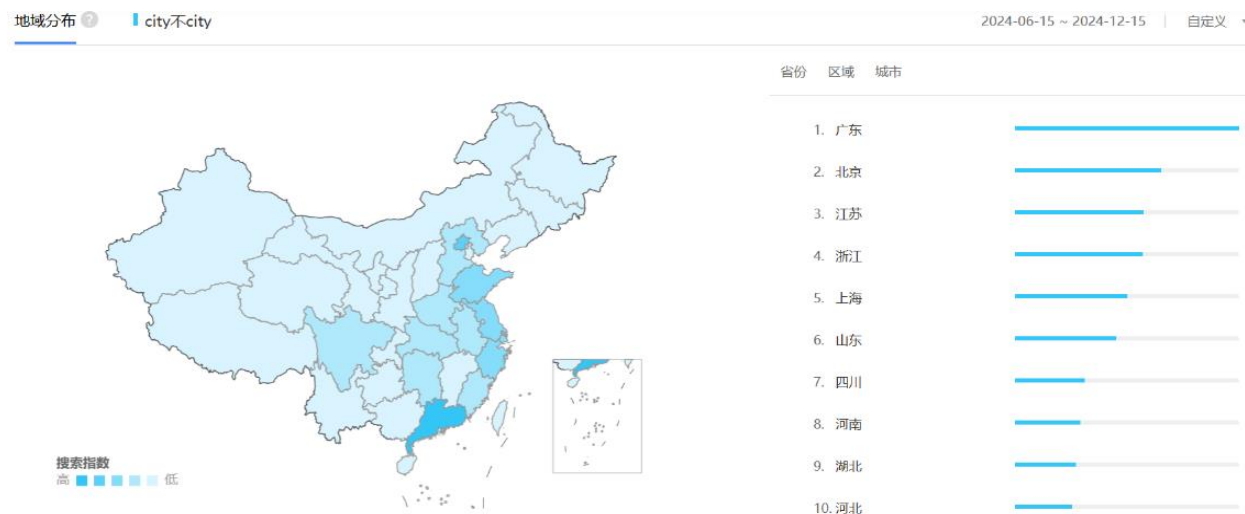 地域分布 ? city不city 2024-06-15 ~ 2024-12-15 自定义
省份 区域 城市
1. 广东
2. 北京
3. 江苏
4. 浙江
5. 上海
6. 山东
7. 四川
8. 河南
9. 湖北
10. 河北
搜索指数
高 低